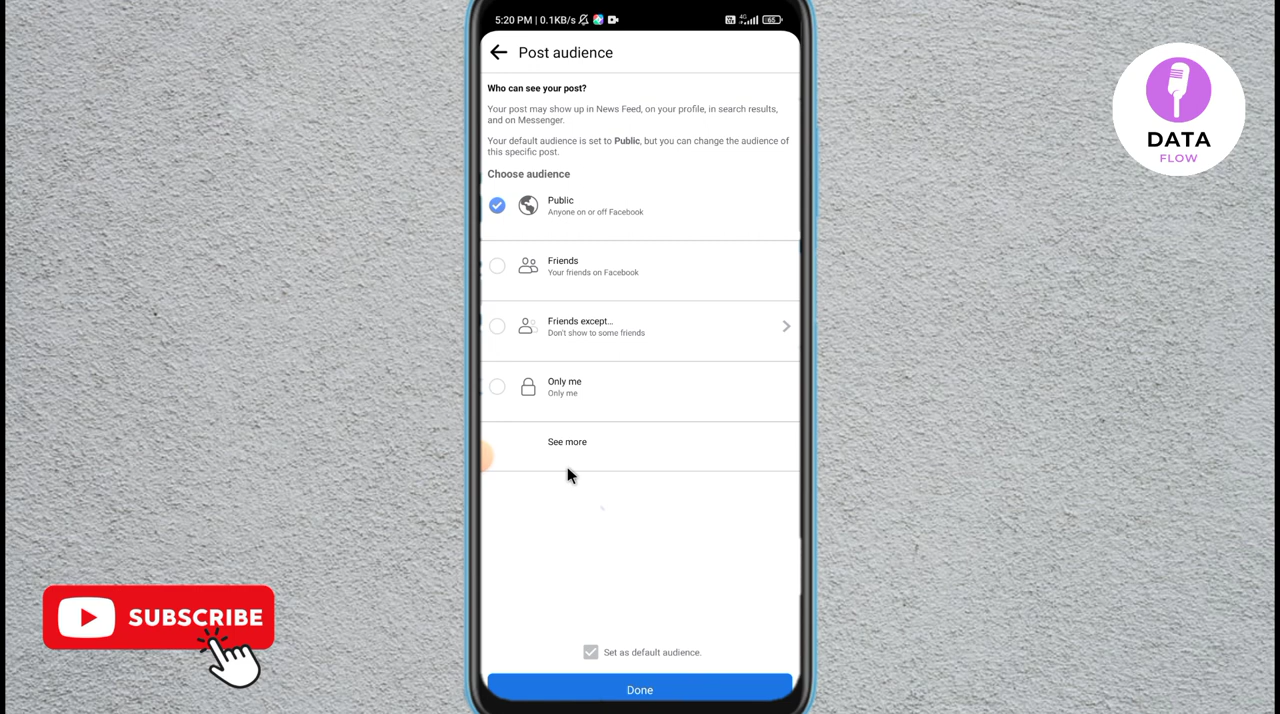 5:20 PM | 0.1KB/s
4G
65
Post audience
Who can see your post?
Your post may show up in News Feed, on your profile, in search results,
and on Messenger.
Your default audience is set to Public, but you can change the audience of
this specific post.
Choose audience
Public
Anyone on or off Facebook
Friends
Your friends on Facebook
Friends except...
Don't show to some friends
Only me
Only me
See more
Set as default audience.
Done
DATA
FLOW
SUBSCRIBE